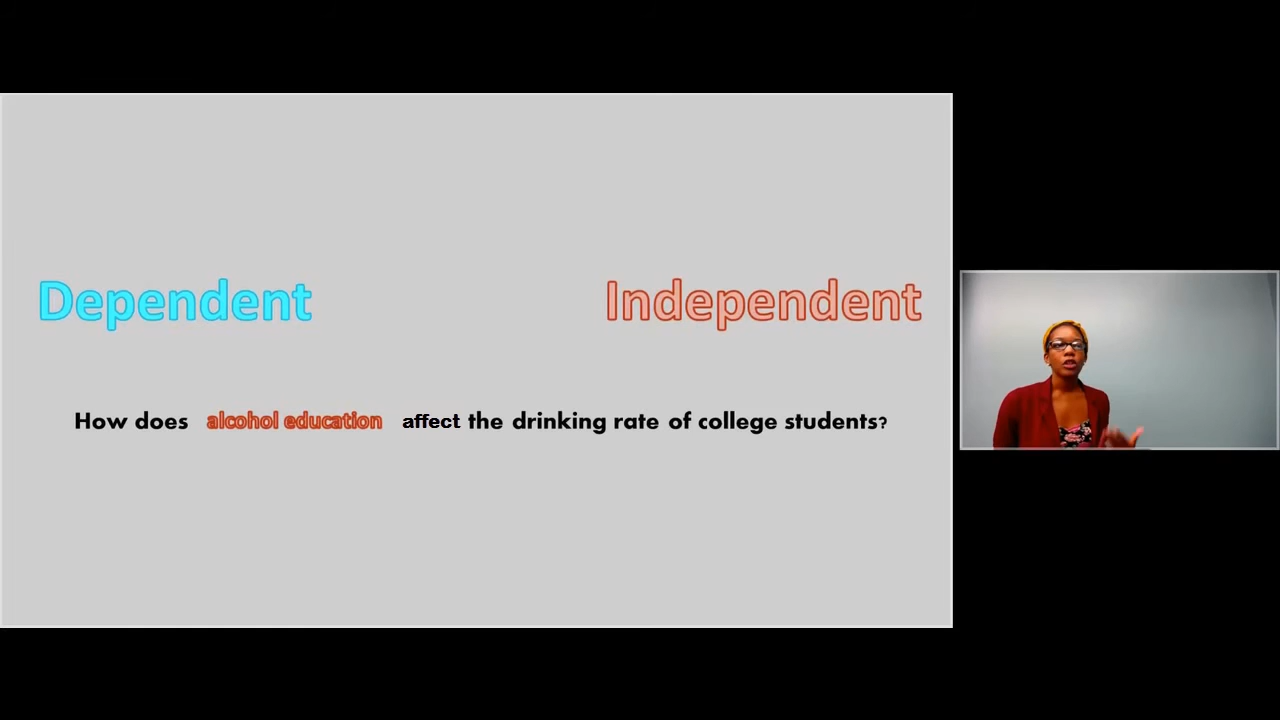 Dependent Independent
How does alcohol education affect the drinking rate of college students?